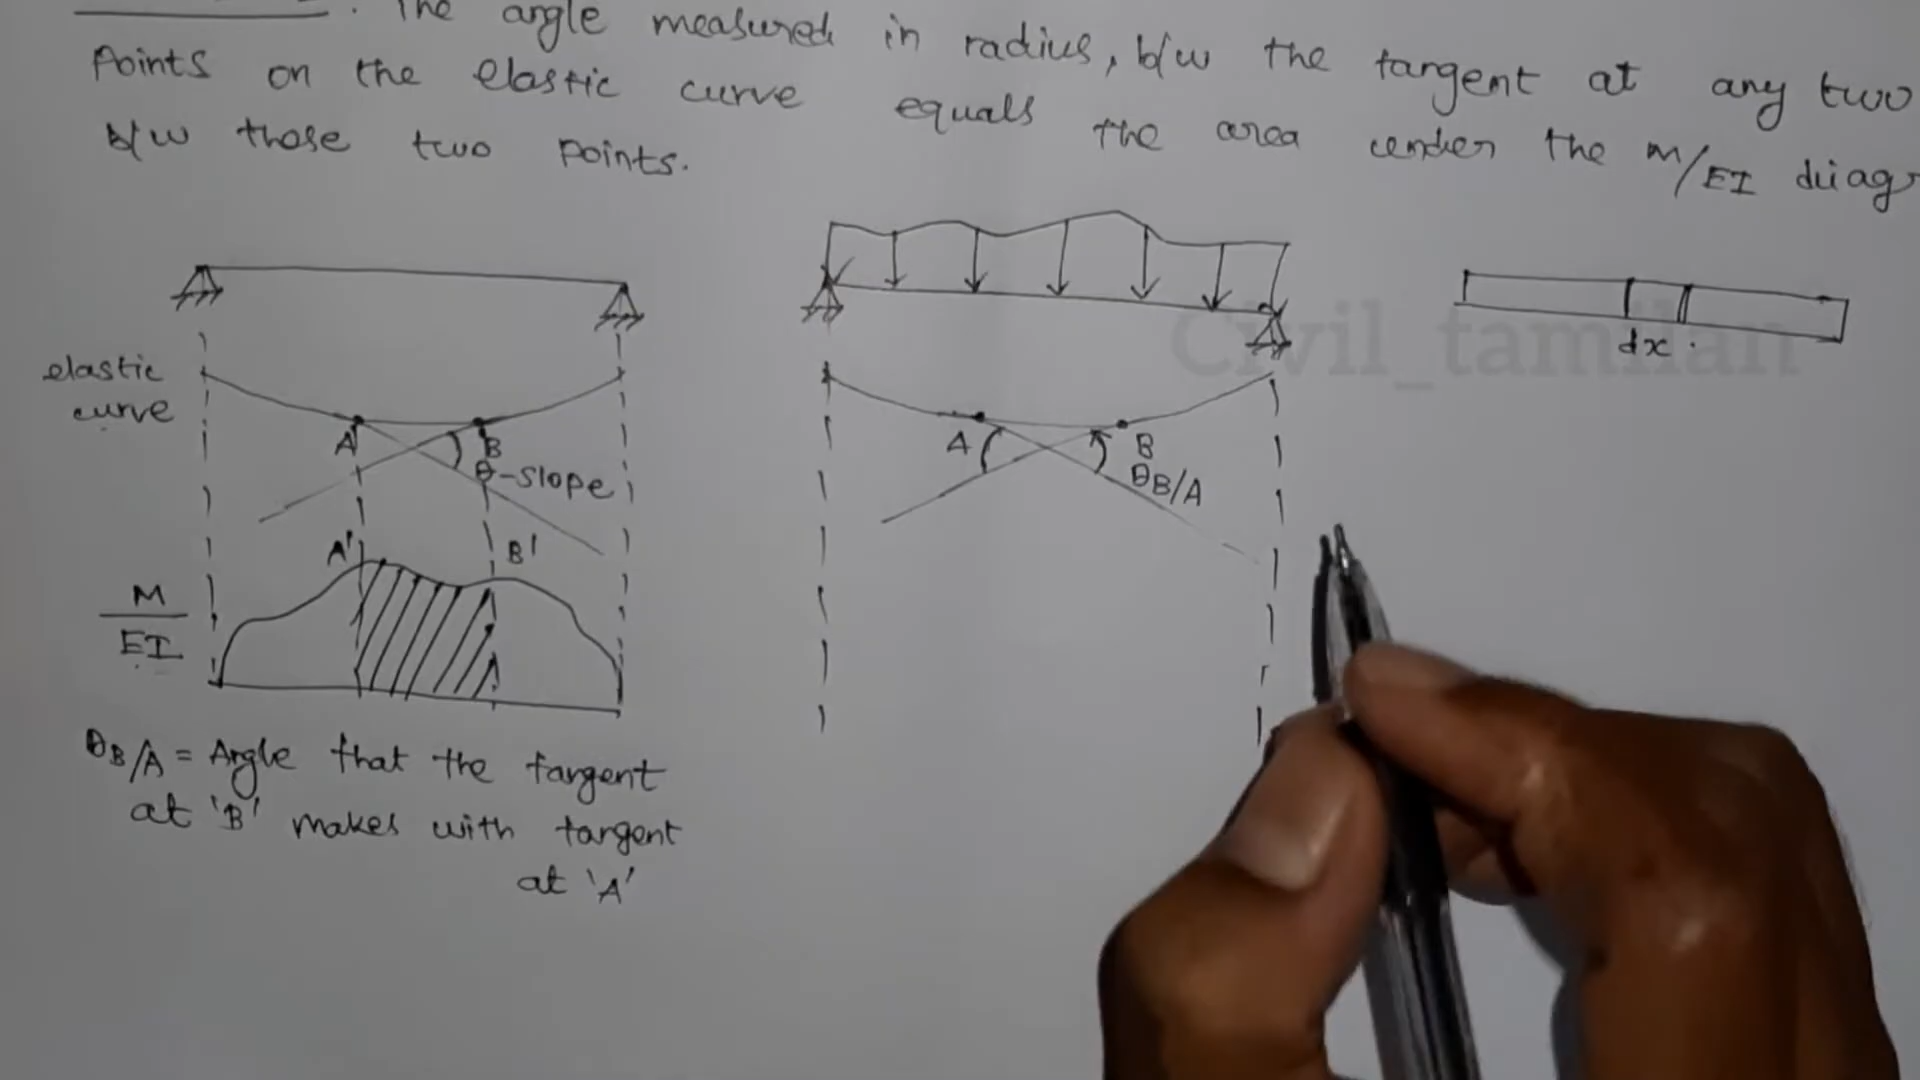 The angle measured in radius, b/w the tangent at any two
points on the elastic curve equals the area under the M/EI diagr
b/w those two points.
elastic
curve
A
B
θ-slope
A'
B'
M
EI
θB/A = Angle that the tangent
at 'B' makes with tangent
at 'A'
A
B
θB/A
dx
Civil_tamilan